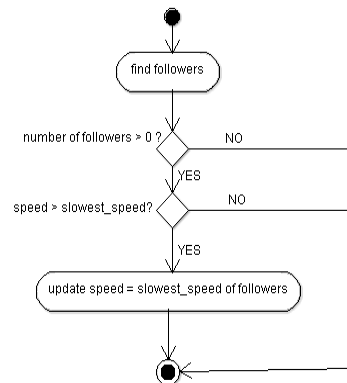 find followers
number of followers > 0 ?
NO
YES
speed > slowest_speed?
NO
YES
update speed = slowest_speed of followers